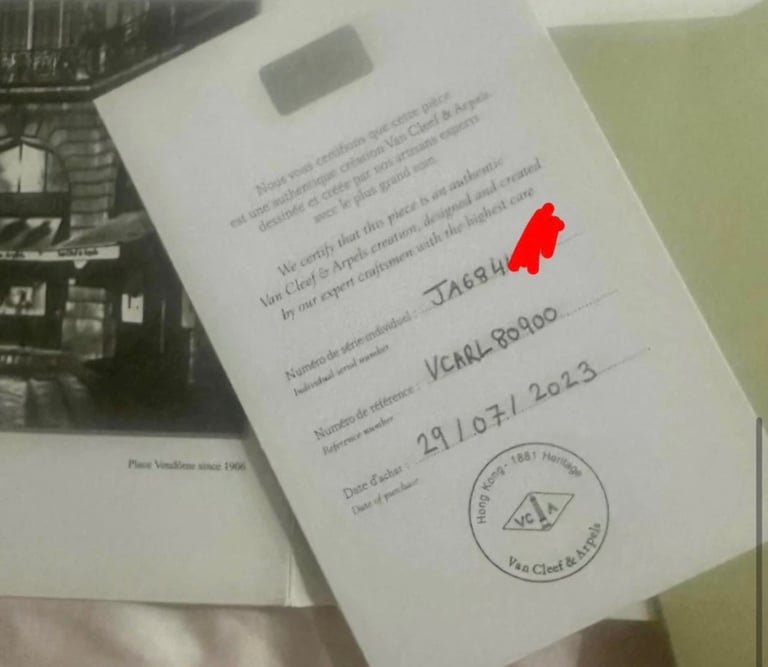 Nous vous certifions que cette pièce
est une authentique création Van Cleef & Arpels,
dessinée et créée par nos artisans experts
avec le plus grand soin.
We certify that this piece is an authentic
Van Cleef & Arpels creation, designed and created
by our expert craftsmen with the highest care
Numéro de série individuel : JA684
Individual serial number
Numéro de référence : VCARL80900
Reference number
Date d'achat : 29/07/2023
Date of purchase
Hong Kong - 1881 Heritage
VC A
Van Cleef & Arpels
Place Vendôme since 1906